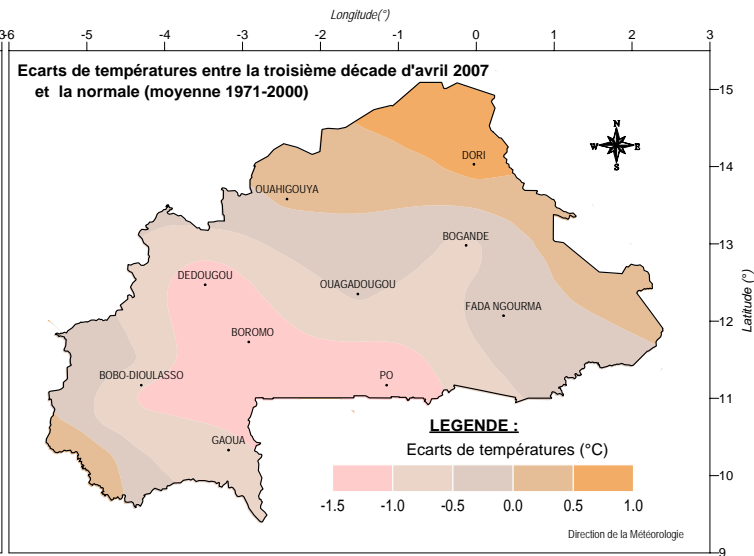 Longitude(°)
-6 -5 -4 -3 -2 -1 0 1 2 3
Ecarts de températures entre la troisième décade d'avril 2007
et la normale (moyenne 1971-2000)
15
N
W E
S
DORI
14
OUAHIGOUYA
BOGANDE
13
DEDOUGOU
OUAGADOUGOU
Latitude (°)
FADA NGOURMA
12
BOROMO
BOBO-DIOULASSO
PO
11
LEGENDE :
GAOUA
Ecarts de températures (°C)
10
-1.5 -1.0 -0.5 0.0 0.5 1.0
Direction de la Météorologie
9